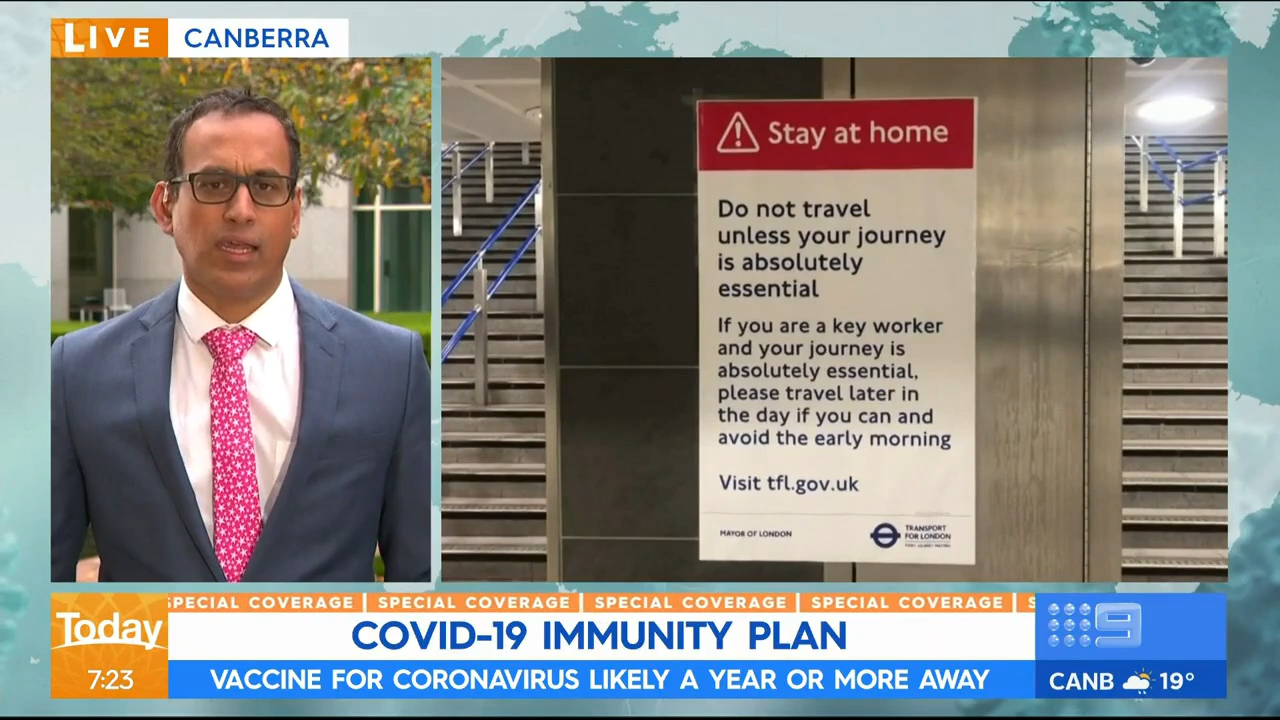 LIVE CANBERRA
Stay at home
Do not travel
unless your journey
is absolutely
essential
If you are a key worker
and your journey is
absolutely essential,
please travel later in
the day if you can and
avoid the early morning
Visit tfl.gov.uk
MAYOR OF LONDON
TRANSPORT
FOR LONDON
SPECIAL COVERAGE | SPECIAL COVERAGE | SPECIAL COVERAGE | SPECIAL COVERAGE | S
Today
COVID-19 IMMUNITY PLAN
9
7:23
VACCINE FOR CORONAVIRUS LIKELY A YEAR OR MORE AWAY
CANB 19°